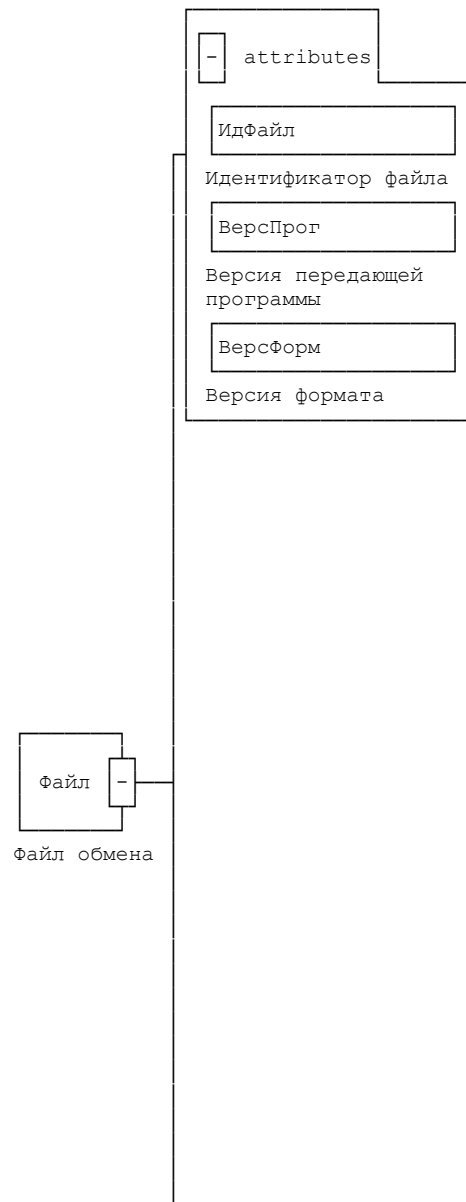 - attributes
ИдФайл
Идентификатор файла
ВерсПрог
Версия передающей
программы
ВерсФорм
Версия формата
Файл -
Файл обмена